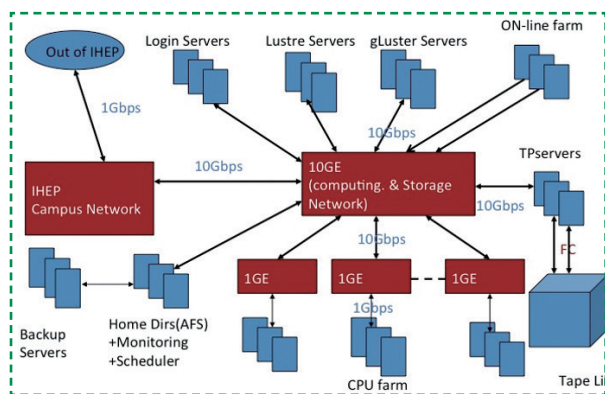 Out of IHEP
Login Servers
Lustre Servers
gLuster Servers
ON-line farm
1Gbps
10Gbps
10Gbps
IHEP
Campus Network
10GE
(computing. & Storage
Network)
TPservers
10Gbps
10Gbps
FC
1GE
1GE
1GE
1Gbps
Backup
Servers
Home Dirs(AFS)
+Monitoring
+Scheduler
CPU farm
Tape Li